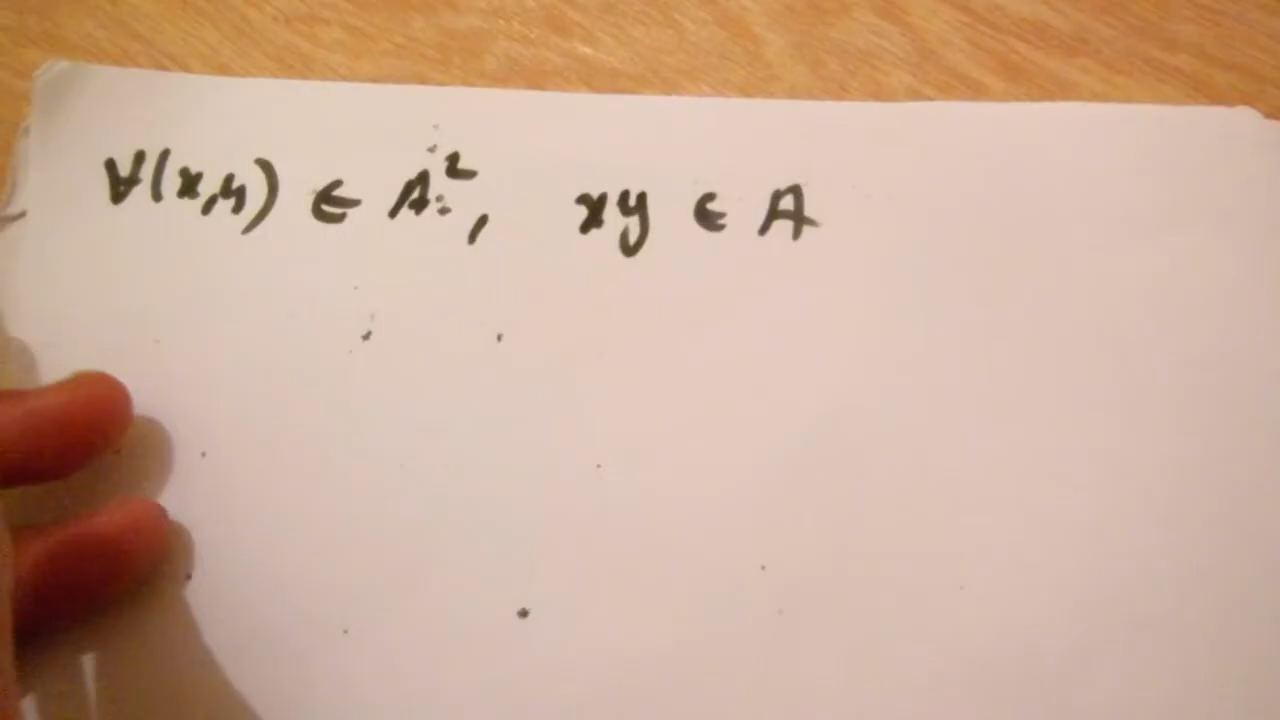 ∀(x,y) ∈ A², xy ∈ A